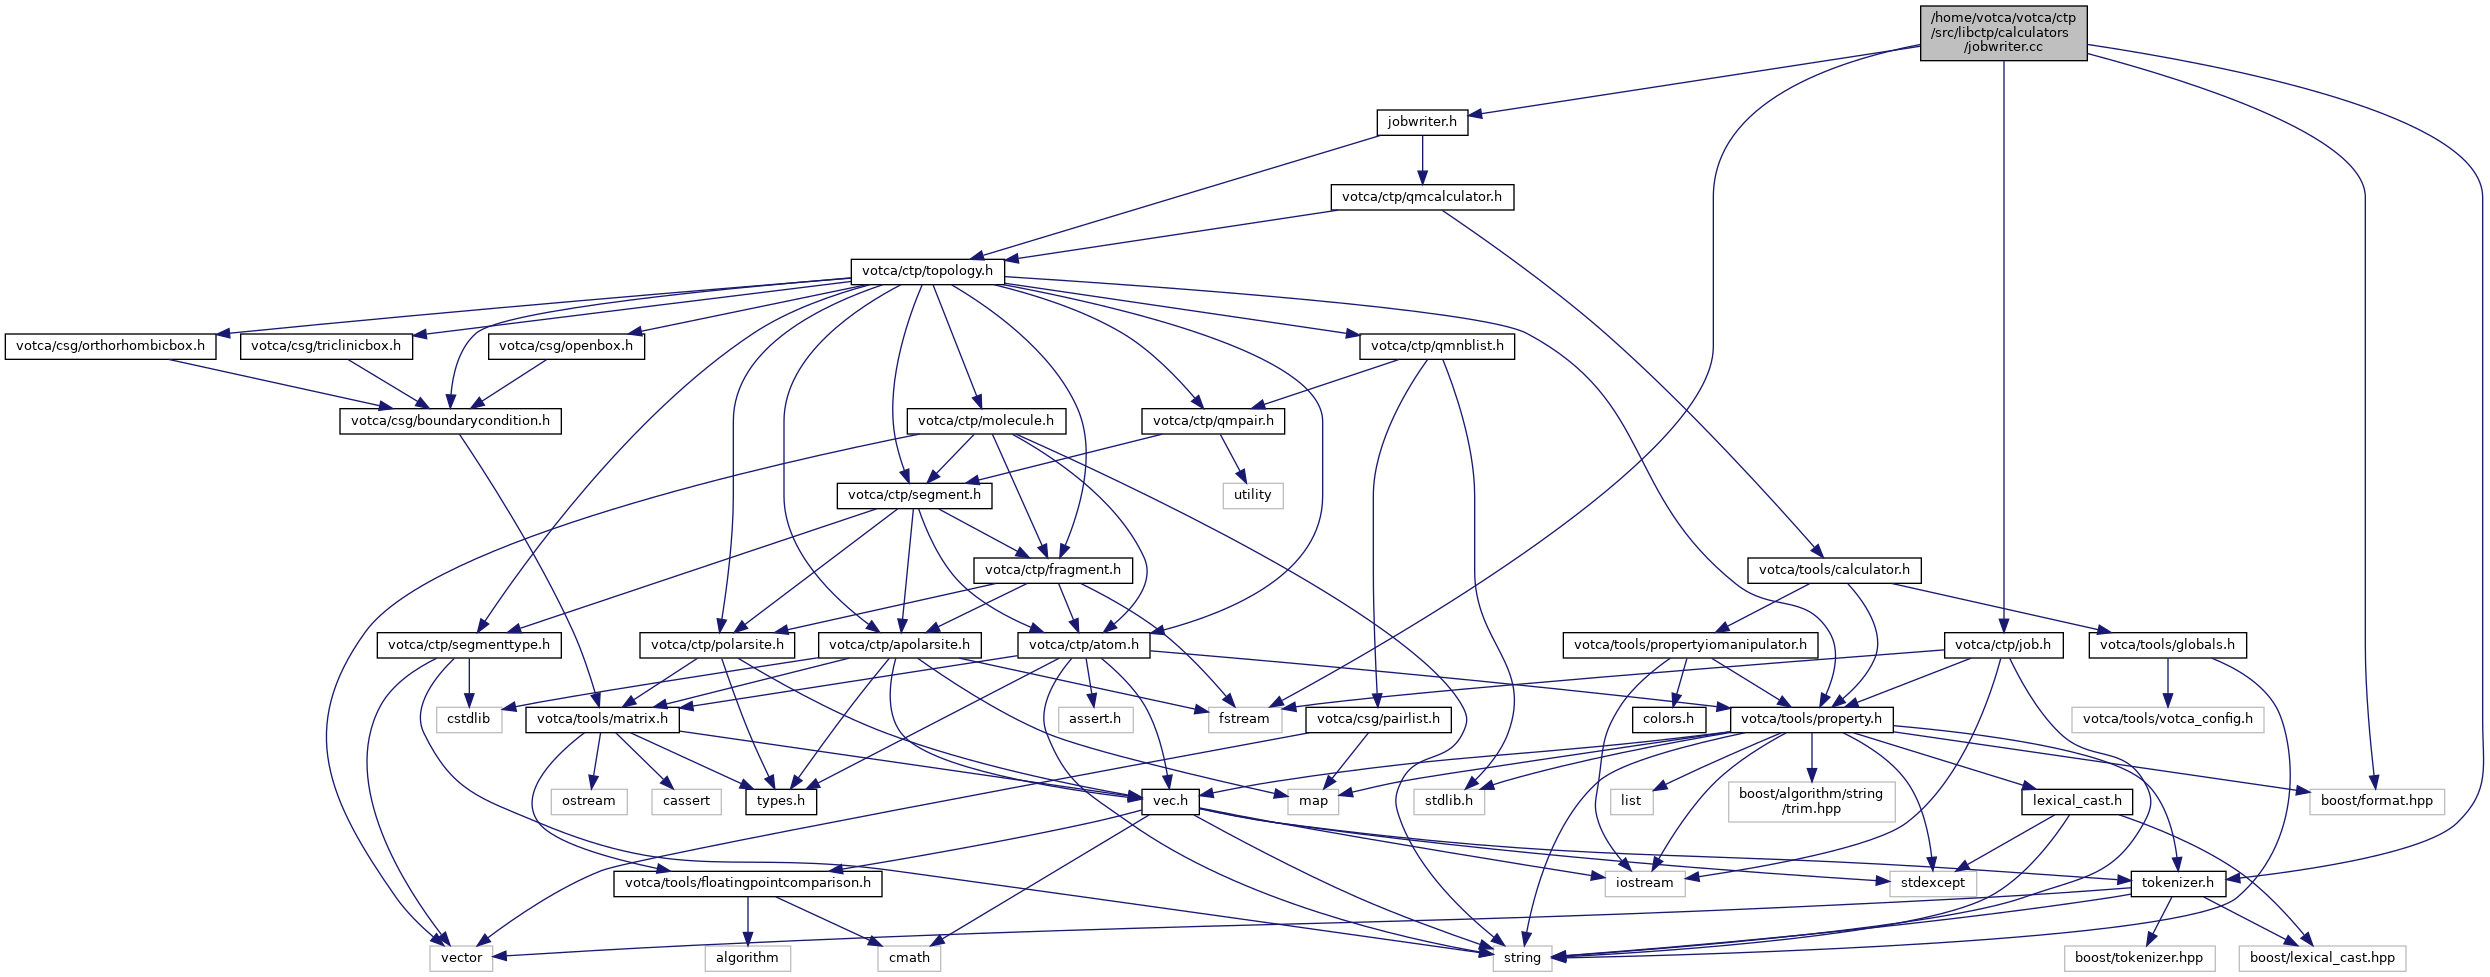 /home/votca/votca/ctp
/src/libctp/calculators
/jobwriter.cc
jobwriter.h
votca/ctp/qmcalculator.h
votca/ctp/topology.h
votca/csg/orthorhombicbox.h
votca/csg/triclinicbox.h
votca/csg/openbox.h
votca/ctp/qmnblist.h
votca/csg/boundarycondition.h
votca/ctp/molecule.h
votca/ctp/qmpair.h
votca/ctp/segment.h
utility
votca/ctp/fragment.h
votca/tools/calculator.h
votca/ctp/segmenttype.h
votca/ctp/polarsite.h
votca/ctp/apolarsite.h
votca/ctp/atom.h
votca/tools/propertyiomanipulator.h
votca/ctp/job.h
votca/tools/globals.h
cstdlib
votca/tools/matrix.h
assert.h
fstream
votca/csg/pairlist.h
colors.h
votca/tools/property.h
votca/tools/votca_config.h
ostream
cassert
types.h
vec.h
map
stdlib.h
list
boost/algorithm/string
/trim.hpp
lexical_cast.h
boost/format.hpp
votca/tools/floatingpointcomparison.h
iostream
stdexcept
tokenizer.h
vector
algorithm
cmath
string
boost/tokenizer.hpp
boost/lexical_cast.hpp